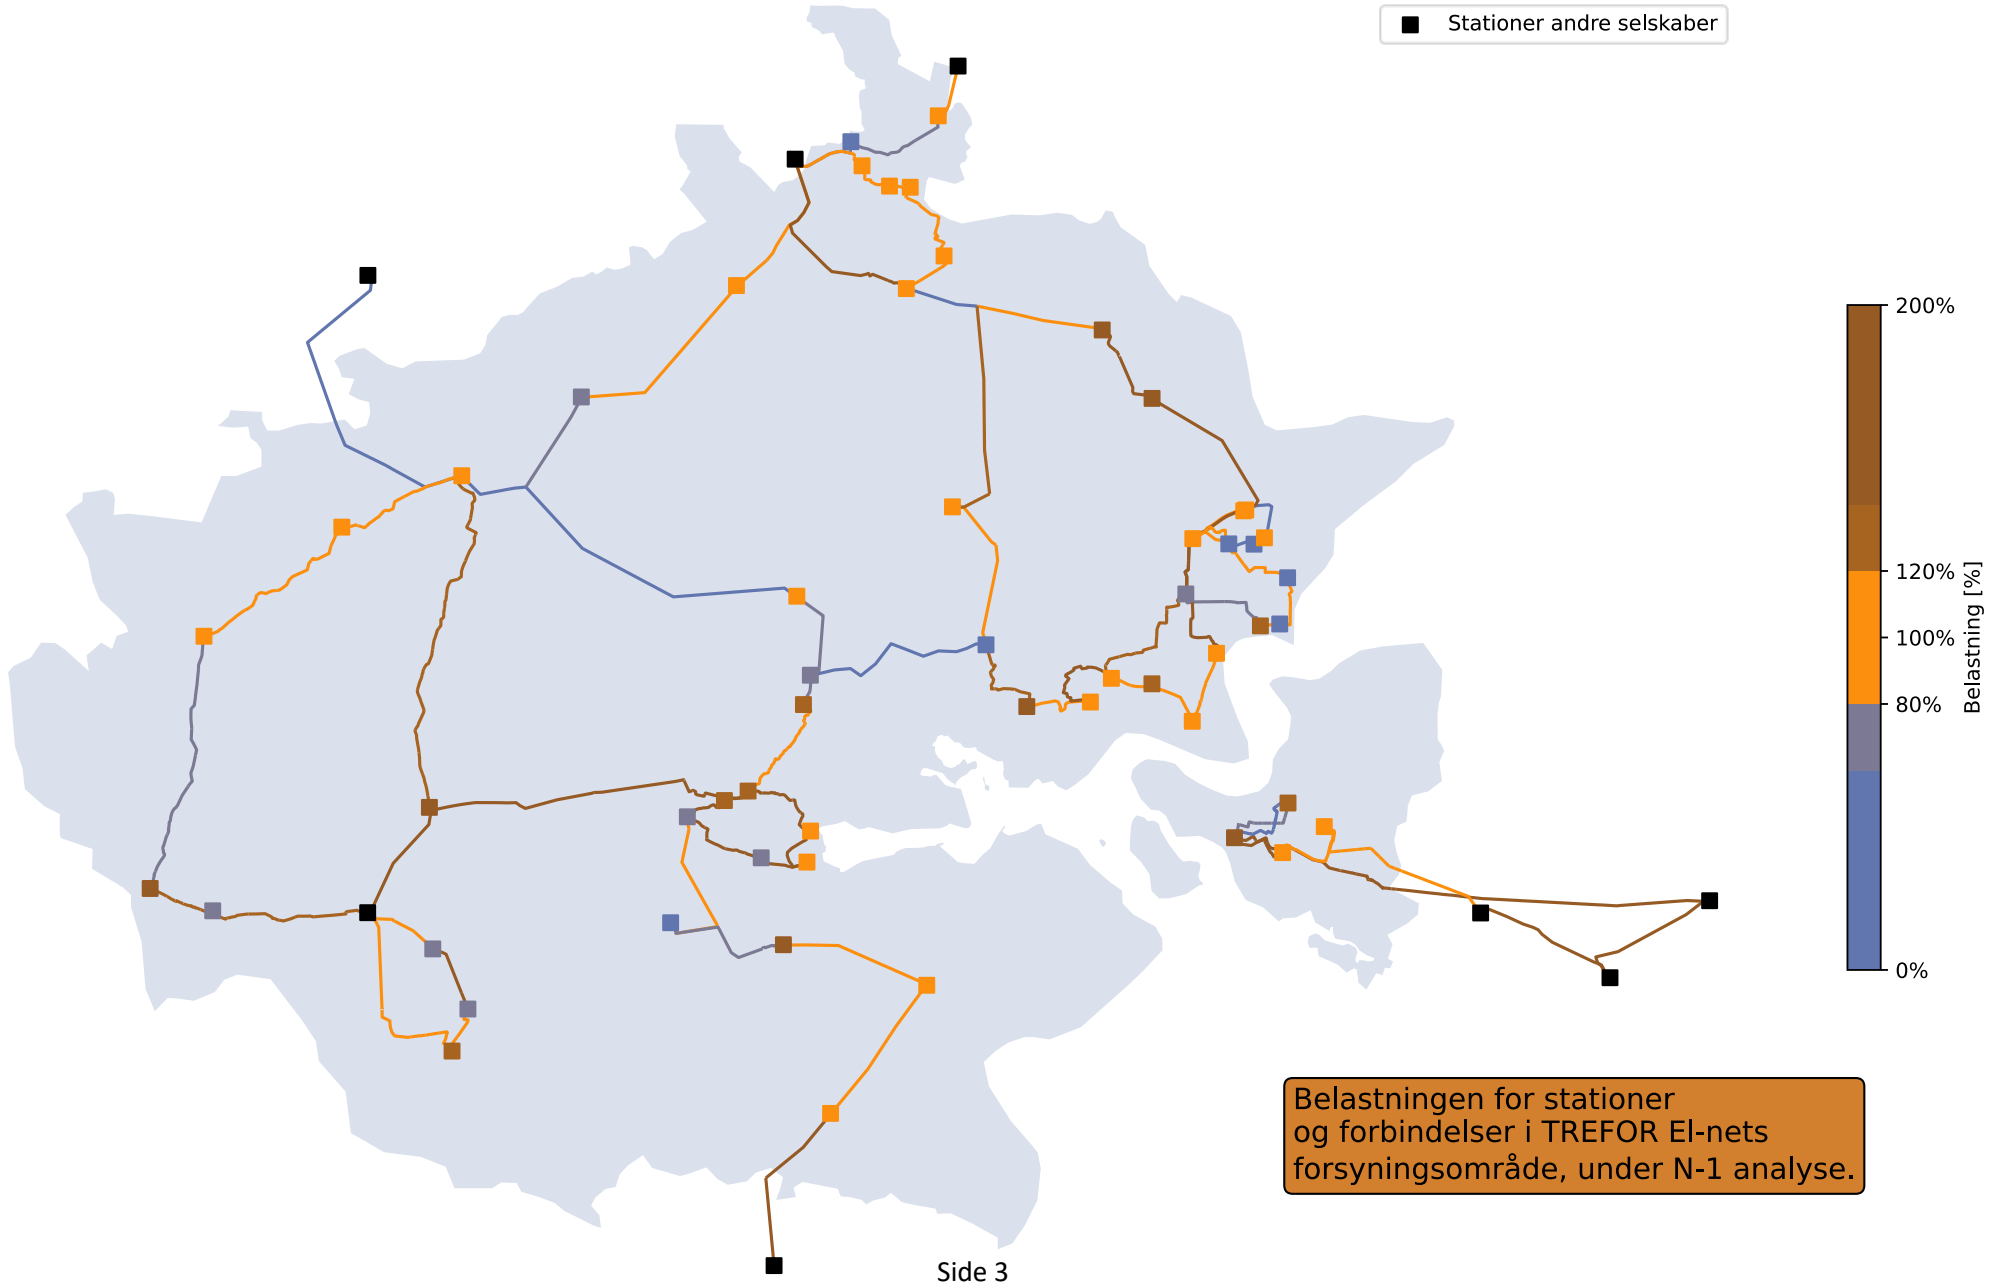 Stationer andre selskaber
200%
120%
100%
80%
0%
Belastning [%]
Belastningen for stationer
og forbindelser i TREFOR El-nets
forsyningsområde, under N-1 analyse.
Side 3